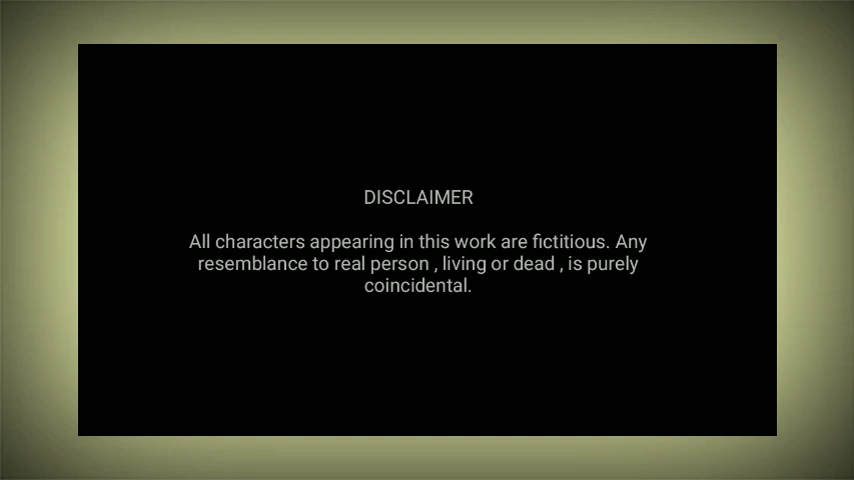 DISCLAIMER
All characters appearing in this work are fictitious. Any
resemblance to real person , living or dead , is purely
coincidental.